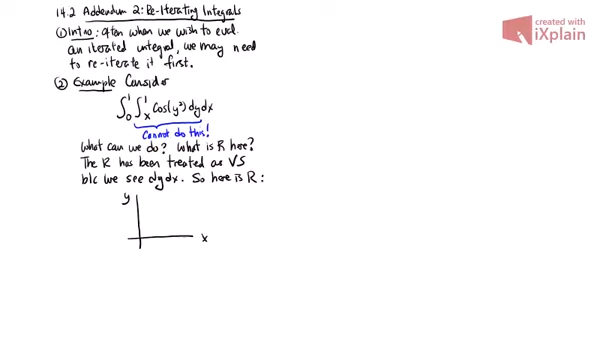 14.2 Addendum 2: Re-Iterating Integrals
① Intro: Often when we wish to eval.
an iterated integral, we may need
to re-iterate it first.
② Example Consider
∫₀¹ ∫ₓ¹ Cos(y²) dy dx
Cannot do this!
What can we do? What is R here?
The R has been treated as VS
b/c we see dydx. So here is R:
y
x
created with
iXplain